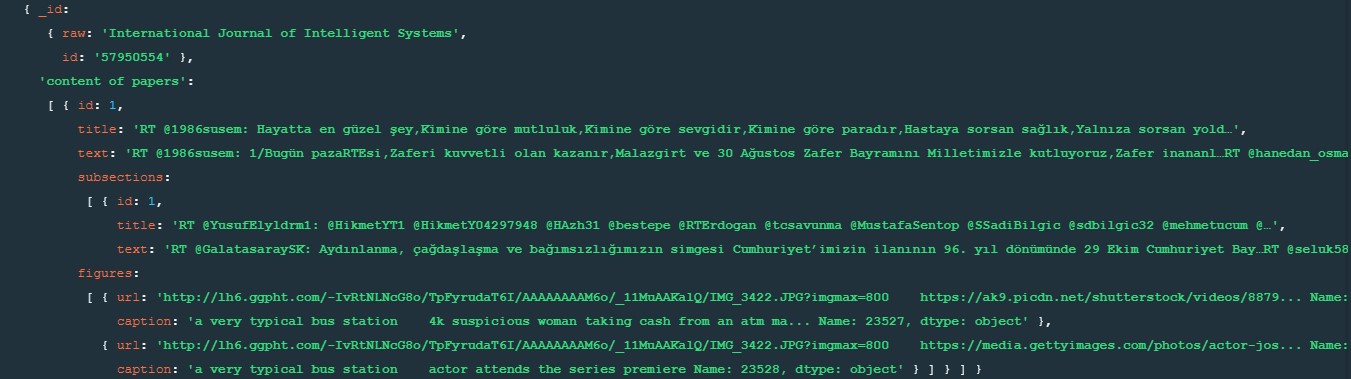 { _id:
{ raw: 'International Journal of Intelligent Systems',
id: '57950554' },
'content of papers':
[ { id: 1,
title: 'RT @1986susem: Hayatta en güzel şey,Kimine göre mutluluk,Kimine göre sevgidir,Kimine göre paradır,Hastaya sorsan sağlık,Yalnıza sorsan yold…',
text: 'RT @1986susem: 1/Bugün pazaRTEsi,Zaferi kuvvetli olan kazanır,Malazgirt ve 30 Ağustos Zafer Bayramını Milletimizle kutluyoruz,Zafer inananl…RT @hanedan_osma
subsections:
[ { id: 1,
title: 'RT @YusufElyldrm1: @HikmetYT1 @HikmetY04297948 @HAzh31 @bestepe @RTErdogan @tcsavunma @MustafaSentop @SSadiBilgic @sdbilgic32 @mehmetucum @…',
text: 'RT @GalatasaraySK: Aydınlanma, çağdaşlaşma ve bağımsızlığımızın simgesi Cumhuriyet’imizin ilanının 96. yıl dönümünde 29 Ekim Cumhuriyet Bay…RT @seluk58
figures:
[ { url: 'http://lh6.ggpht.com/-IvRtNLNcG8o/TpFyrudaT6I/AAAAAAAAM6o/_11MuAAKalQ/IMG_3422.JPG?imgmax=800 https://ak9.picdn.net/shutterstock/videos/8879... Name:
caption: 'a very typical bus station 4k suspicious woman taking cash from an atm ma... Name: 23527, dtype: object' },
{ url: 'http://lh6.ggpht.com/-IvRtNLNcG8o/TpFyrudaT6I/AAAAAAAAM6o/_11MuAAKalQ/IMG_3422.JPG?imgmax=800 https://media.gettyimages.com/photos/actor-jos... Name:
caption: 'a very typical bus station actor attends the series premiere Name: 23528, dtype: object' } ] } ] }